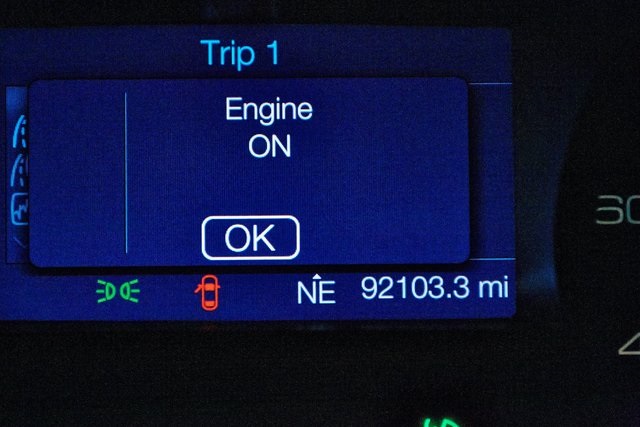 Trip 1
Engine
ON
OK
NE
92103.3 mi